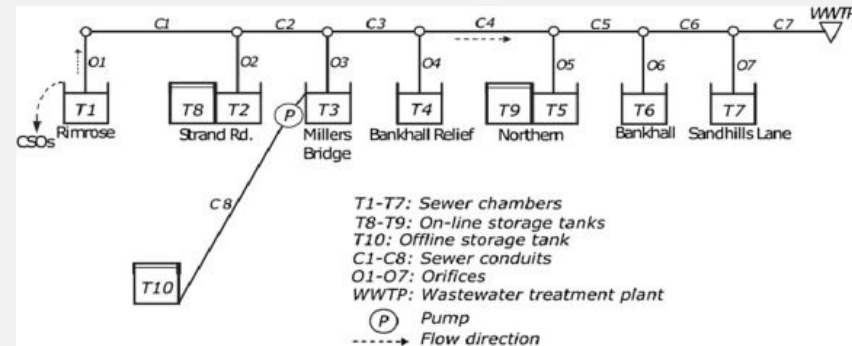 C1 C2 C3 C4 C5 C6 C7 WWTP
O1 O2 O3 O4 O5 O6 O7
T1 T8 T2 T3 T4 T9 T5 T6 T7
P
CSOs Rimrose Strand Rd. Millers Bridge Bankhall Relief Northern Bankhall Sandhills Lane
C8
T10
T1-T7: Sewer chambers
T8-T9: On-line storage tanks
T10: Offline storage tank
C1-C8: Sewer conduits
O1-O7: Orifices
WWTP: Wastewater treatment plant
P Pump
Flow direction